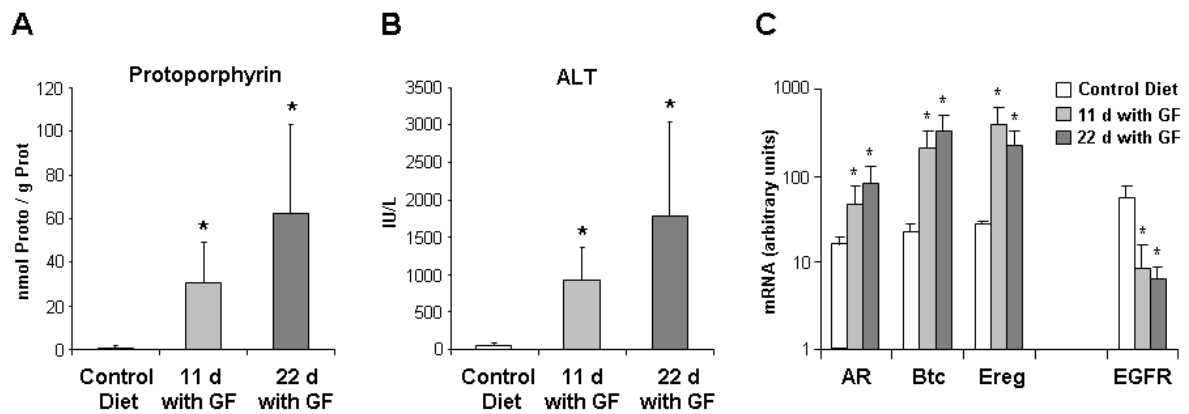 A
Protoporphyrin
nmol Proto / g Prot
120
100
80
60
40
20
0
*
*
Control Diet
11 d with GF
22 d with GF
B
ALT
IU/L
3500
3000
2500
2000
1500
1000
500
0
*
*
Control Diet
11 d with GF
22 d with GF
C
mRNA (arbitrary units)
1000
100
10
1
Control Diet
11 d with GF
22 d with GF
* *
* *
* *
* *
AR
Btc
Ereg
EGFR